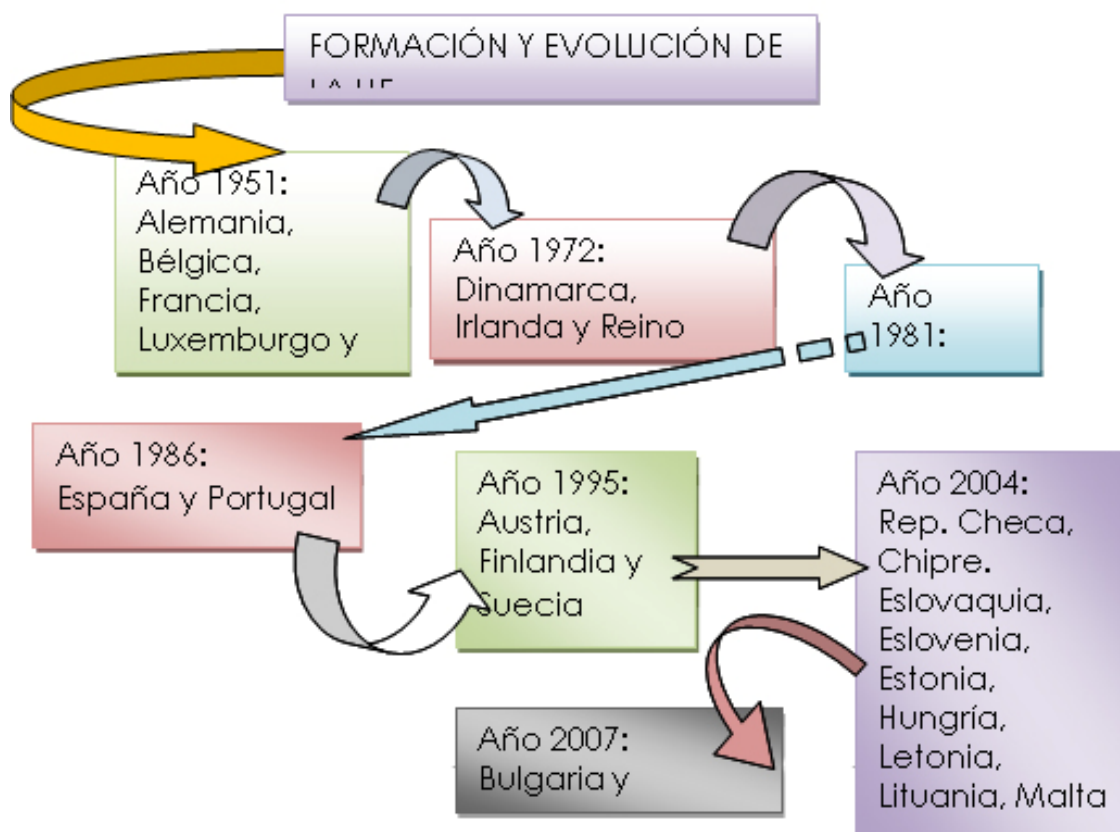 FORMACIÓN Y EVOLUCIÓN DE
LA UE
Año 1951:
Alemania,
Bélgica,
Francia,
Luxemburgo y
Año 1972:
Dinamarca,
Irlanda y Reino
Año
1981:
Año 1986:
España y Portugal
Año 1995:
Austria,
Finlandia y
Suecia
Año 2004:
Rep. Checa,
Chipre.
Eslovaquia,
Eslovenia,
Estonia,
Hungría,
Letonia,
Lituania, Malta
Año 2007:
Bulgaria y